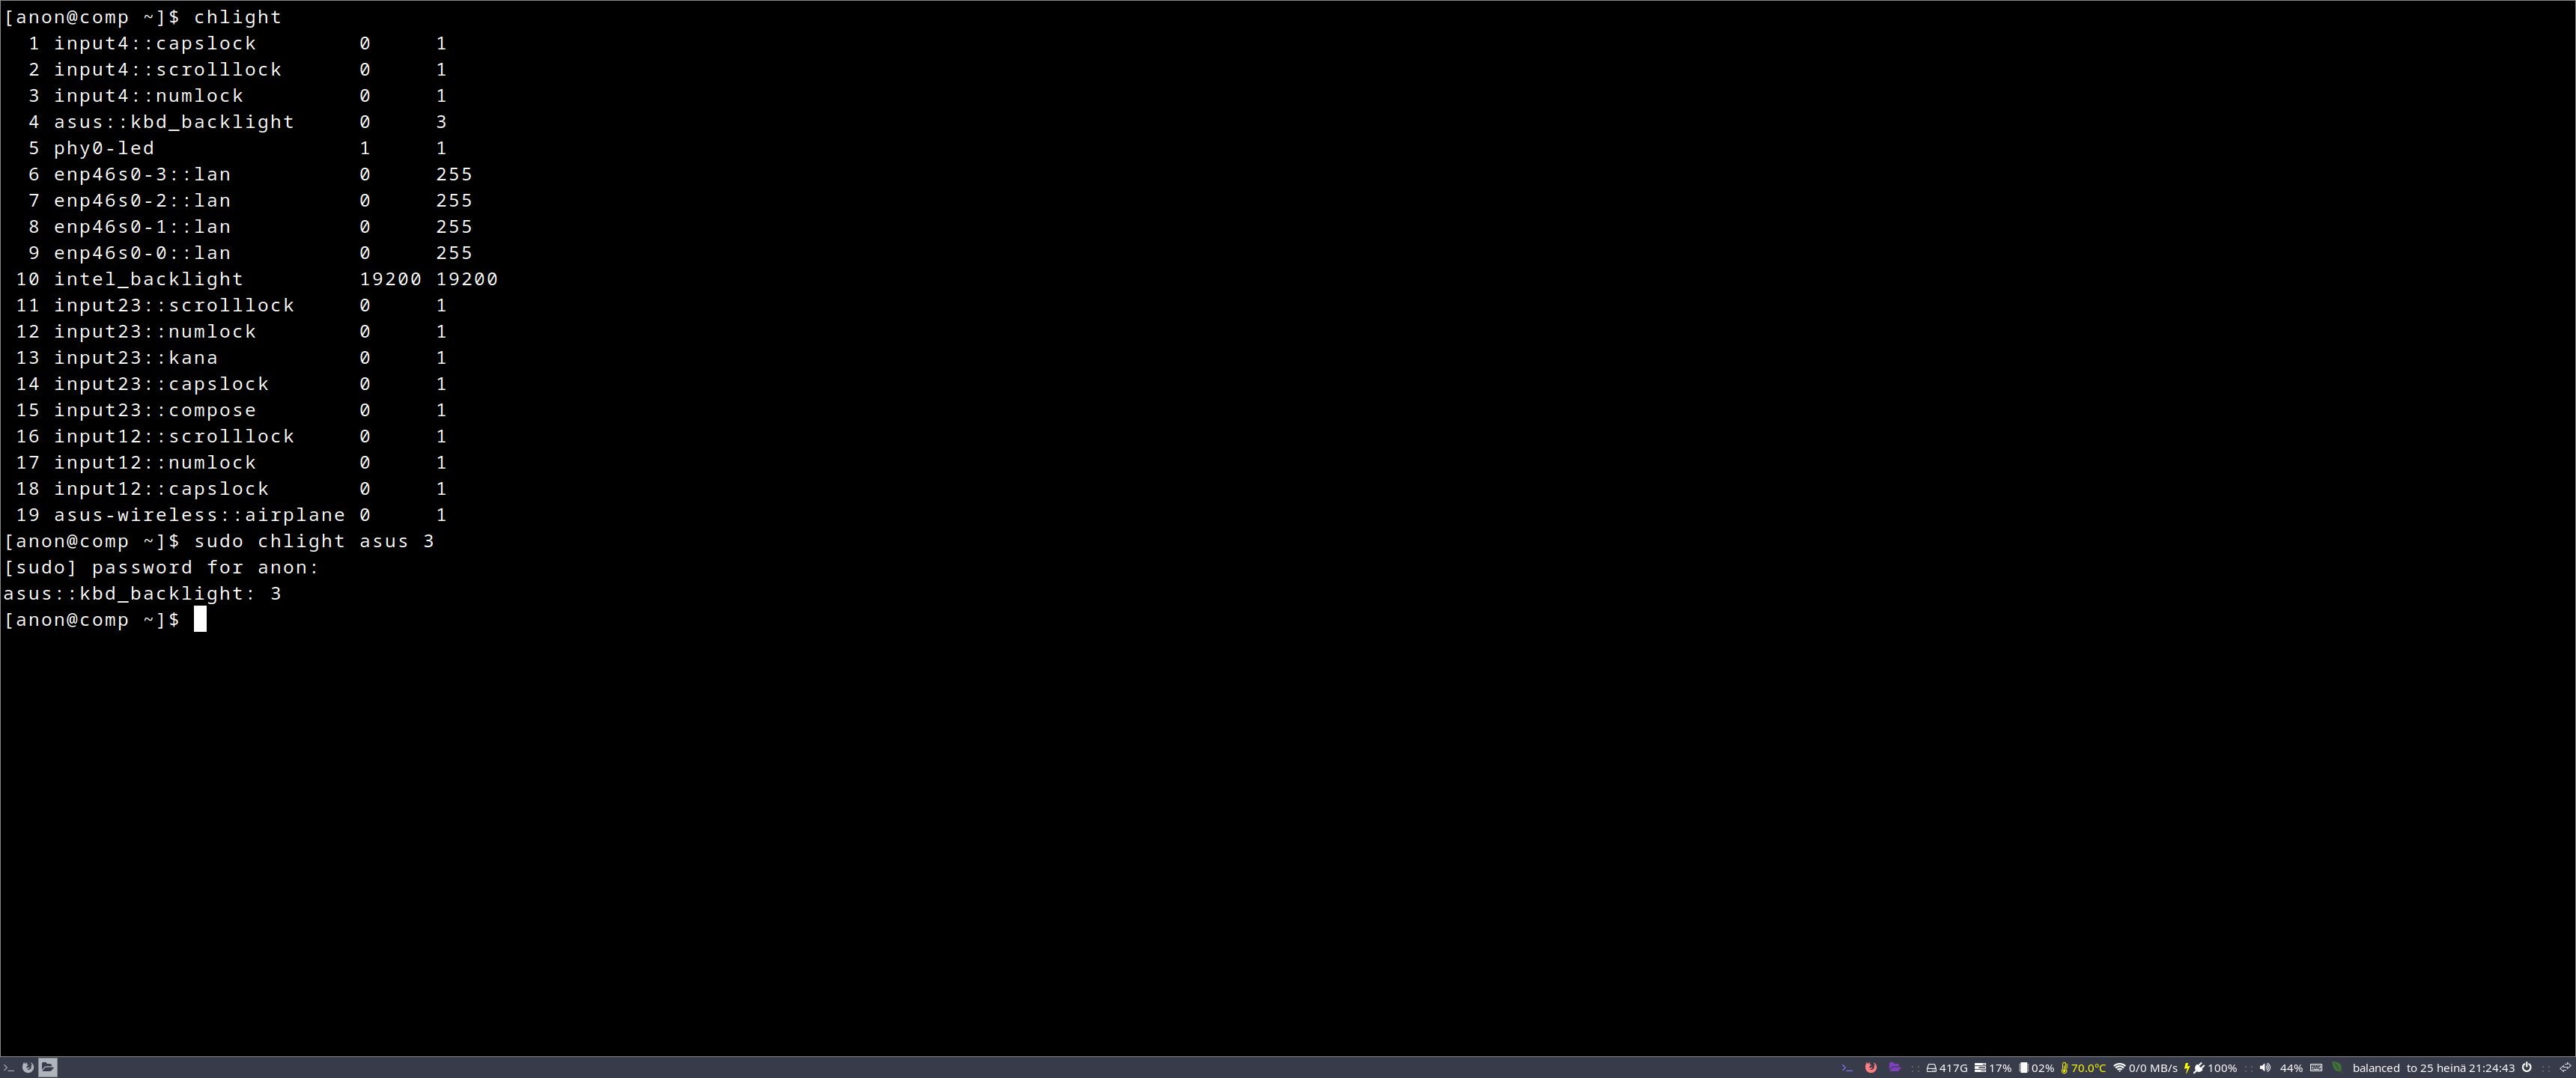 [anon@comp ~]$ chlight
1 input4::capslock 0 1
2 input4::scrolllock 0 1
3 input4::numlock 0 1
4 asus::kbd_backlight 0 3
5 phy0-led 1 1
6 enp46s0-3::lan 0 255
7 enp46s0-2::lan 0 255
8 enp46s0-1::lan 0 255
9 enp46s0-0::lan 0 255
10 intel_backlight 19200 19200
11 input23::scrolllock 0 1
12 input23::numlock 0 1
13 input23::kana 0 1
14 input23::capslock 0 1
15 input23::compose 0 1
16 input12::scrolllock 0 1
17 input12::numlock 0 1
18 input12::capslock 0 1
19 asus-wireless::airplane 0 1
[anon@comp ~]$ sudo chlight asus 3
[sudo] password for anon:
asus::kbd_backlight: 3
[anon@comp ~]$
417G 17% 02% 70.0°C 0/0 MB/s 100% 44% balanced to 25 heinä 21:24:43